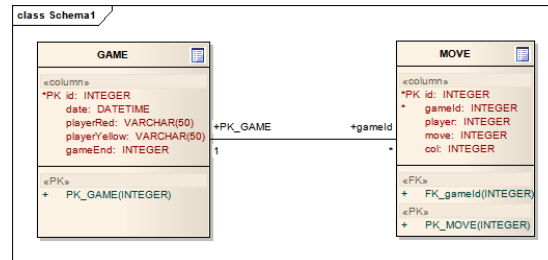 class Schema1
GAME
«column»
*PK id: INTEGER
date: DATETIME
playerRed: VARCHAR(50)
playerYellow: VARCHAR(50)
gameEnd: INTEGER
«PK»
+ PK_GAME(INTEGER)
+PK_GAME
1
+gameId
*
MOVE
«column»
*PK id: INTEGER
* gameId: INTEGER
player: INTEGER
move: INTEGER
col: INTEGER
«FK»
+ FK_gameId(INTEGER)
«PK»
+ PK_MOVE(INTEGER)